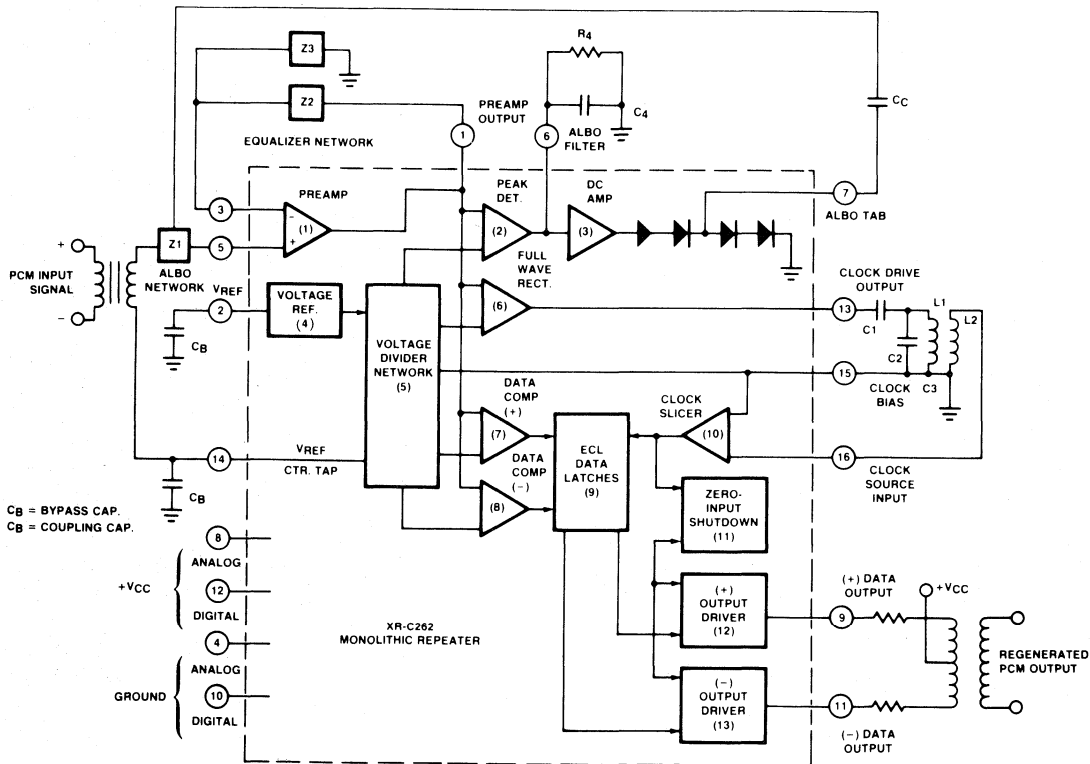 Z3
Z2
EQUALIZER NETWORK
R4
C4
PREAMP
OUTPUT
1
6
ALBO
FILTER
CC
7
ALBO TAB
3
5
PREAMP
−
+
(1)
PEAK
DET.
(2)
DC
AMP
(3)
FULL
WAVE
RECT.
(6)
+
PCM INPUT
SIGNAL
−
Z1
ALBO
NETWORK
VREF
2
CB
VOLTAGE
REF.
(4)
VOLTAGE
DIVIDER
NETWORK
(5)
CLOCK DRIVE
OUTPUT
13
C1
C2
L1
L2
C3
15
CLOCK
BIAS
DATA
COMP
(+)
(7)
DATA
COMP
(−)
(8)
ECL
DATA
LATCHES
(9)
CLOCK
SLICER
(10)
16
CLOCK
SOURCE
INPUT
14
VREF
CTR. TAP
CB
CB = BYPASS CAP.
CB = COUPLING CAP.
ZERO-
INPUT
SHUTDOWN
(11)
8
ANALOG
+VCC
12
DIGITAL
4
ANALOG
GROUND
10
DIGITAL
XR-C262
MONOLITHIC REPEATER
(+)
OUTPUT
DRIVER
(12)
(−)
OUTPUT
DRIVER
(13)
(+) DATA
OUTPUT
9
+VCC
REGENERATED
PCM OUTPUT
11
(−) DATA
OUTPUT